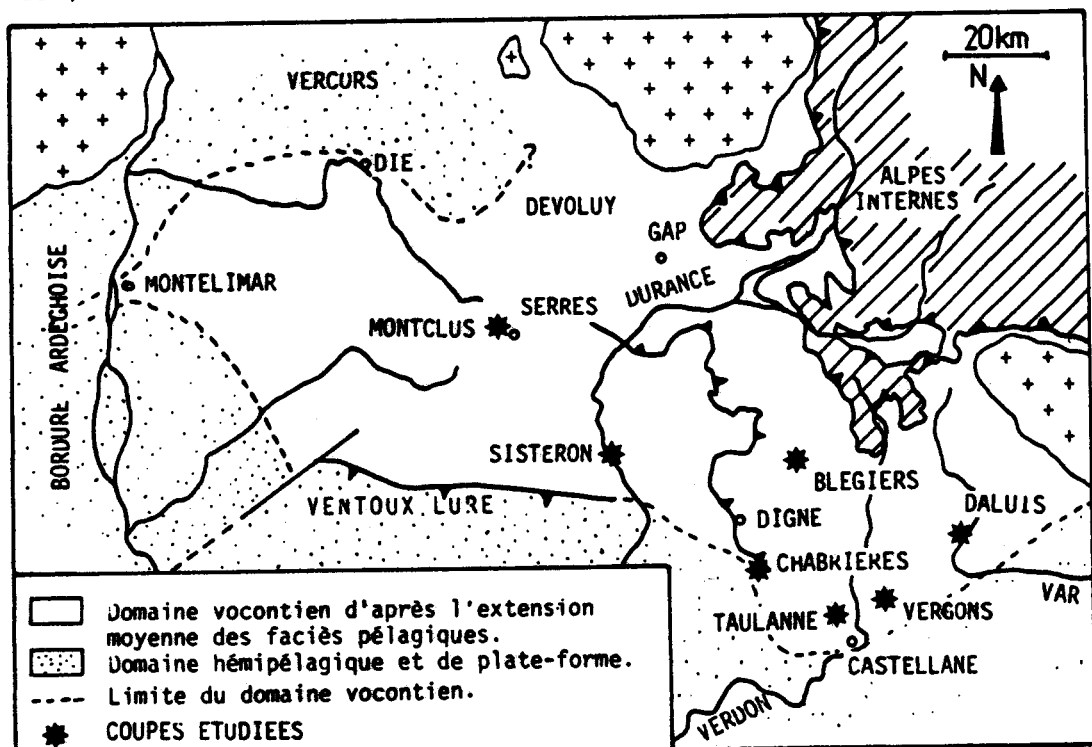 20km
N
VERCURS
DIE
?
DEVOLUY
ALPES
INTERNES
GAP
DURANCE
BORDURE ARDECHOISE
MONTELIMAR
SERRES
MONTCLUS
SISTERON
BLEGIERS
VENTOUX LURE
DALUIS
DIGNE
CHABRIERES
VAR
TAULANNE
VERGONS
CASTELLANE
VERDON
Domaine vocontien d'après l'extension
moyenne des faciès pélagiques.
Domaine hémipélagique et de plate-forme.
Limite du domaine vocontien.
COUPES ETUDIEES